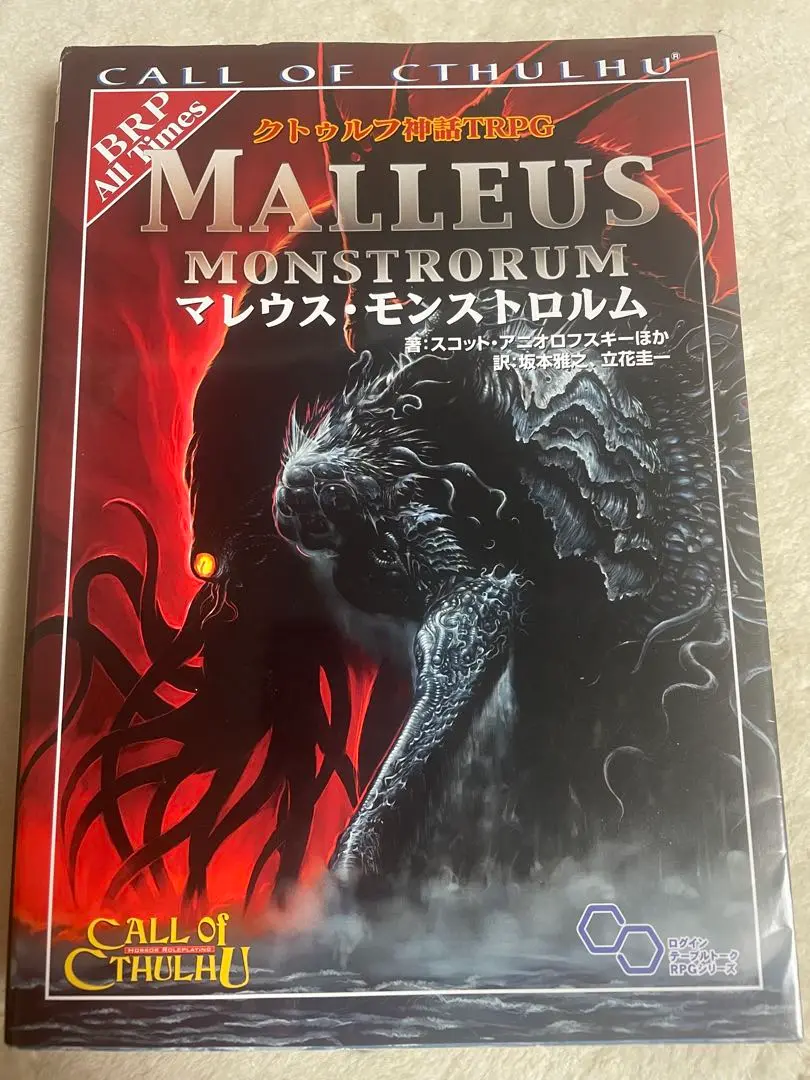 CALL OF CTHULHU®
BRP
All Times
クトゥルフ神話TRPG
MALLEUS
MONSTRORUM
マレウス・モンストロルム
著:スコット・アニオロフスキーほか
訳:坂本雅之、立花圭一
CALL of
HORROR ROLEPLAYING
CTHULHU
ログイン
テーブルトーク
RPGシリーズ